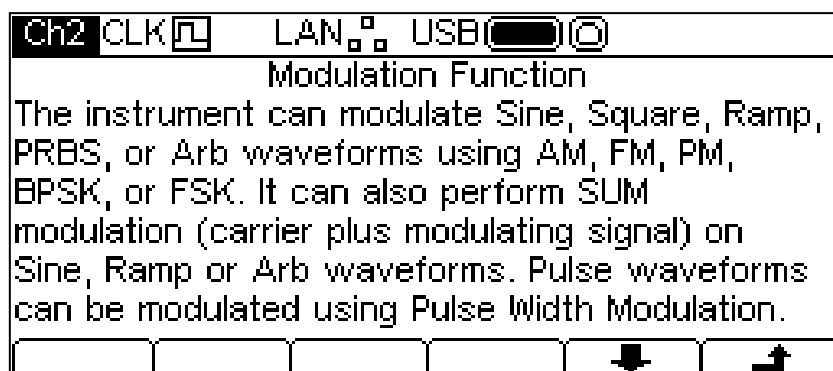 Ch2 CLK LAN USB
Modulation Function
The instrument can modulate Sine, Square, Ramp,
PRBS, or Arb waveforms using AM, FM, PM,
BPSK, or FSK. It can also perform SUM
modulation (carrier plus modulating signal) on
Sine, Ramp or Arb waveforms. Pulse waveforms
can be modulated using Pulse Width Modulation.